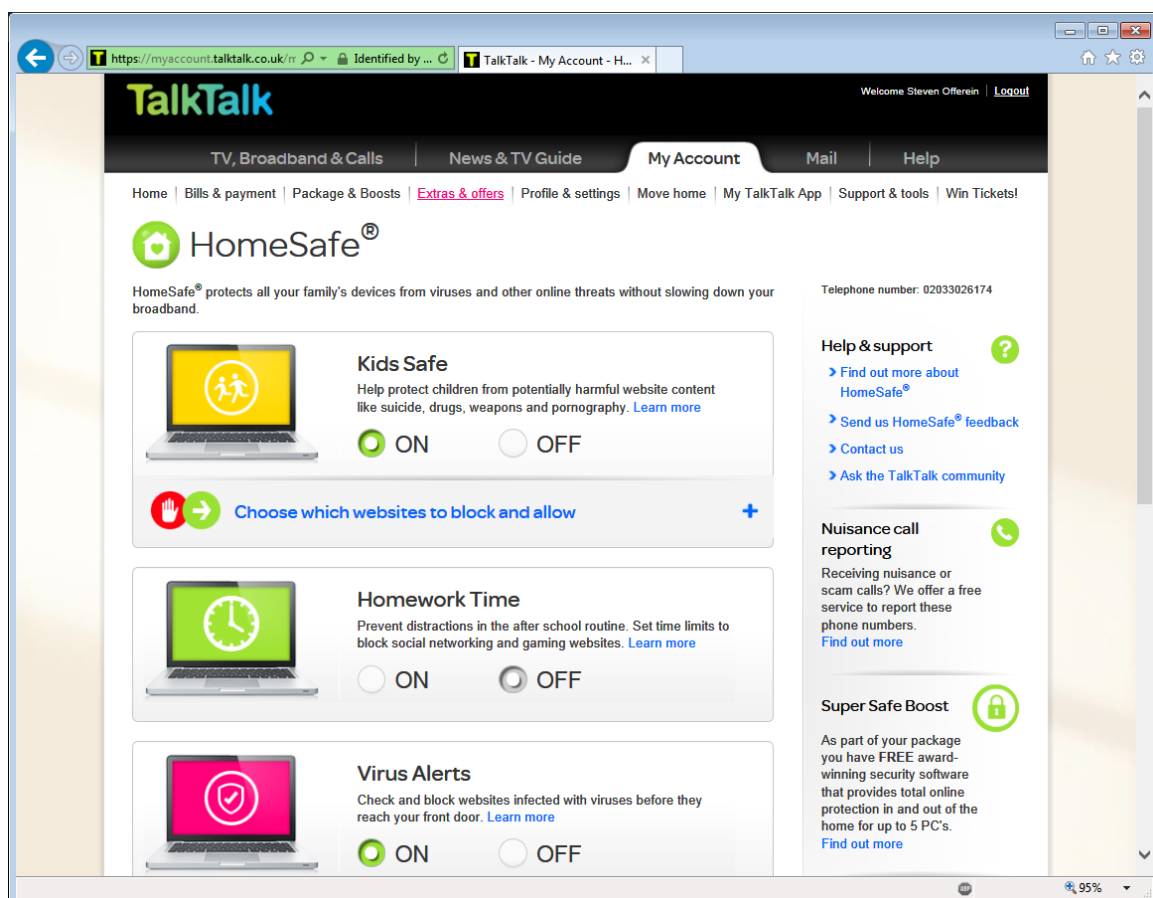 https://myaccount.talktalk.co.uk/m
Identified by ...
TalkTalk - My Account - H...
TalkTalk
Welcome Steven Offerein | Logout
TV, Broadband & Calls
News & TV Guide
My Account
Mail
Help
Home | Bills & payment | Package & Boosts | Extras & offers | Profile & settings | Move home | My TalkTalk App | Support & tools | Win Tickets!
HomeSafe®
HomeSafe® protects all your family's devices from viruses and other online threats without slowing down your
broadband.
Kids Safe
Help protect children from potentially harmful website content
like suicide, drugs, weapons and pornography. Learn more
ON OFF
Choose which websites to block and allow
Homework Time
Prevent distractions in the after school routine. Set time limits to
block social networking and gaming websites. Learn more
ON OFF
Virus Alerts
Check and block websites infected with viruses before they
reach your front door. Learn more
ON OFF
Telephone number: 02033026174
Help & support
?
Find out more about
HomeSafe®
Send us HomeSafe® feedback
Contact us
Ask the TalkTalk community
Nuisance call
reporting
Receiving nuisance or
scam calls? We offer a free
service to report these
phone numbers.
Find out more
Super Safe Boost
As part of your package
you have FREE award-
winning security software
that provides total online
protection in and out of the
home for up to 5 PC's.
Find out more
ABP
95%